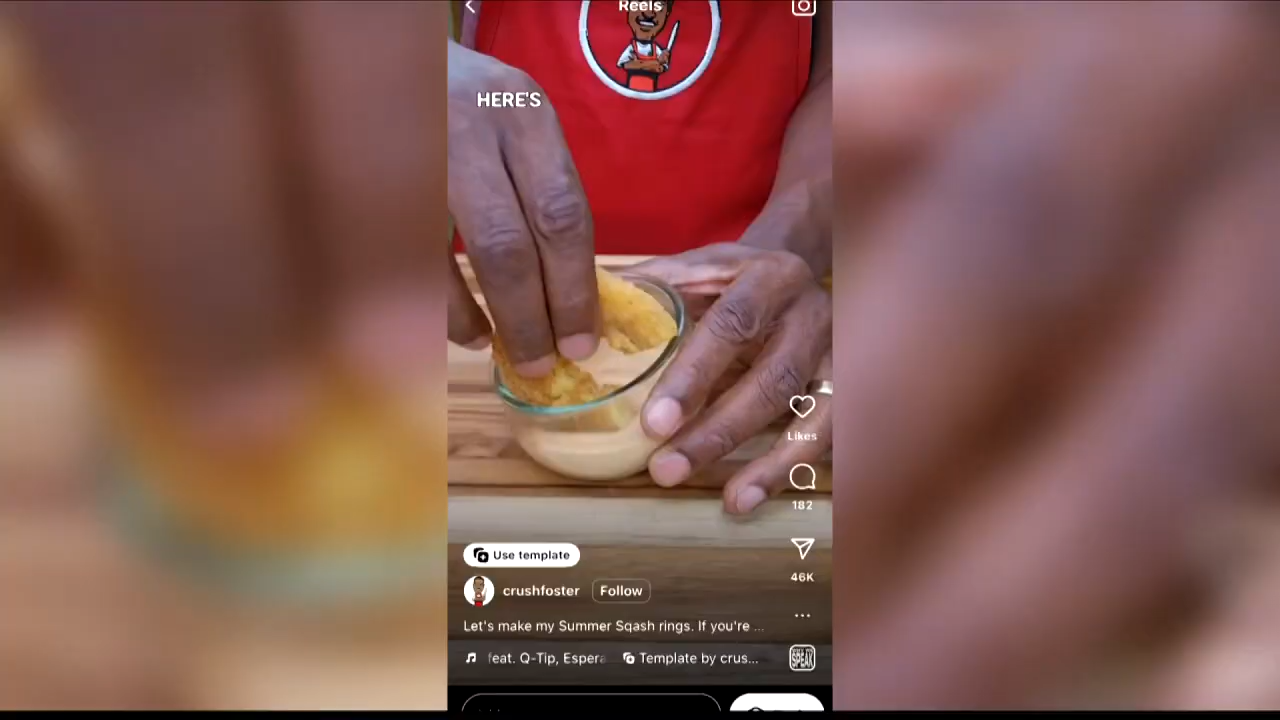 Reels
HERE'S
Likes
182
Use template
46K
crushfoster
Follow
Let's make my Summer Sqash rings. If you're ...
feat. Q-Tip, Espera
Template by crus...
SPEAK